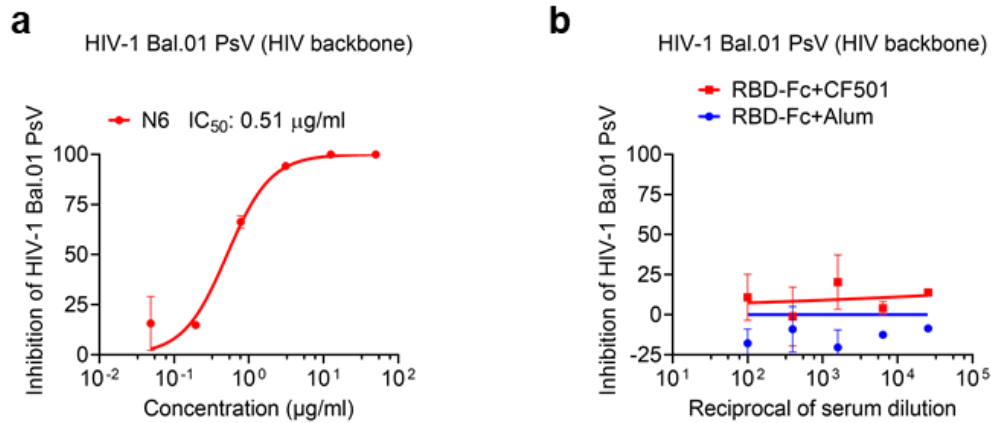 a
HIV-1 Bal.01 PsV (HIV backbone)
N6 IC50: 0.51 μg/ml
Inhibition of HIV-1 Bal.01 PsV
100
75
50
25
0
10-2 10-1 100 101 102
Concentration (μg/ml)
b
HIV-1 Bal.01 PsV (HIV backbone)
RBD-Fc+CF501
RBD-Fc+Alum
Inhibition of HIV-1 Bal.01 PsV
100
75
50
25
0
-25
101 102 103 104 105
Reciprocal of serum dilution